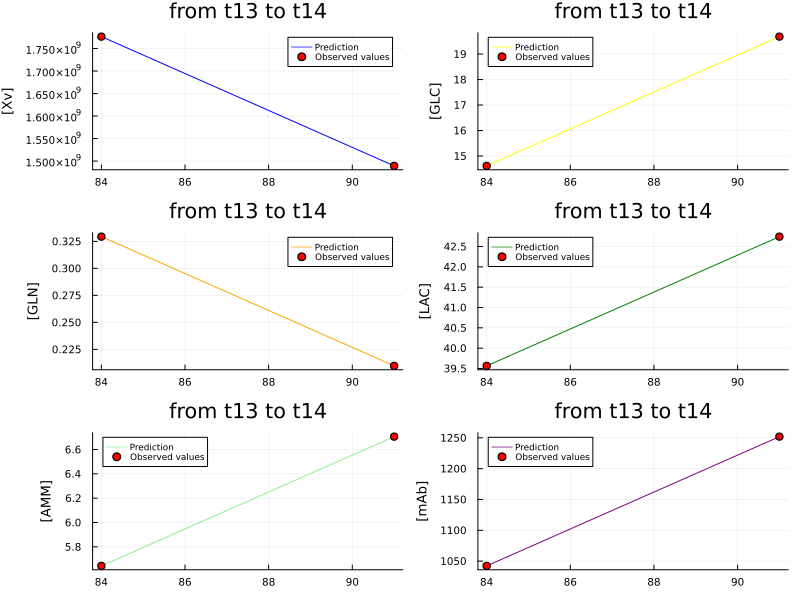 from t13 to t14
[Xv]
1.750×10⁹
1.700×10⁹
1.650×10⁹
1.600×10⁹
1.550×10⁹
1.500×10⁹
Prediction
Observed values
84 86 88 90
from t13 to t14
[GLC]
19
18
17
16
15
Prediction
Observed values
84 86 88 90
from t13 to t14
[GLN]
0.325
0.300
0.275
0.250
0.225
Prediction
Observed values
84 86 88 90
from t13 to t14
[LAC]
42.5
42.0
41.5
41.0
40.5
40.0
39.5
Prediction
Observed values
84 86 88 90
from t13 to t14
[AMM]
6.6
6.4
6.2
6.0
5.8
Prediction
Observed values
84 86 88 90
from t13 to t14
[mAb]
1250
1200
1150
1100
1050
Prediction
Observed values
84 86 88 90